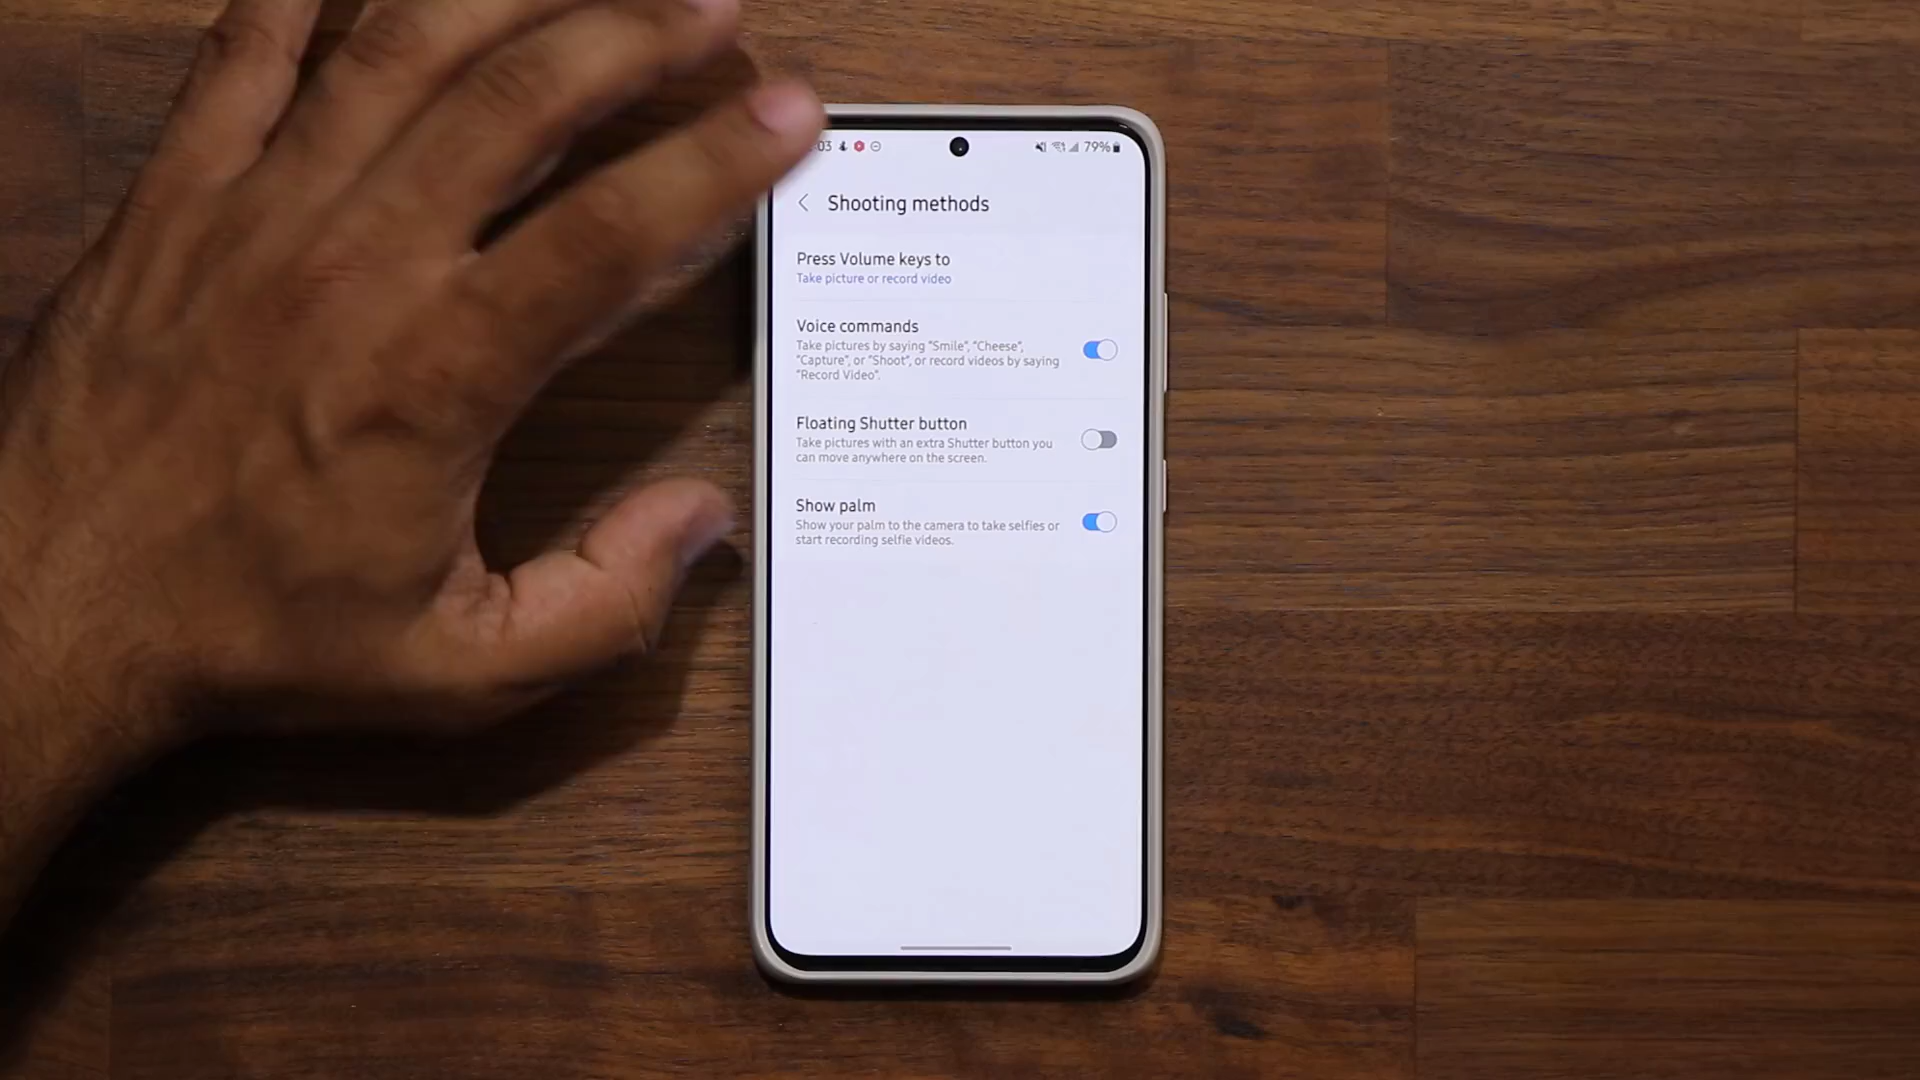 03 79%
Shooting methods
Press Volume keys to
Take picture or record video
Voice commands
Take pictures by saying "Smile", "Cheese",
"Capture", or "Shoot", or record videos by saying
"Record Video".
Floating Shutter button
Take pictures with an extra Shutter button you
can move anywhere on the screen.
Show palm
Show your palm to the camera to take selfies or
start recording selfie videos.